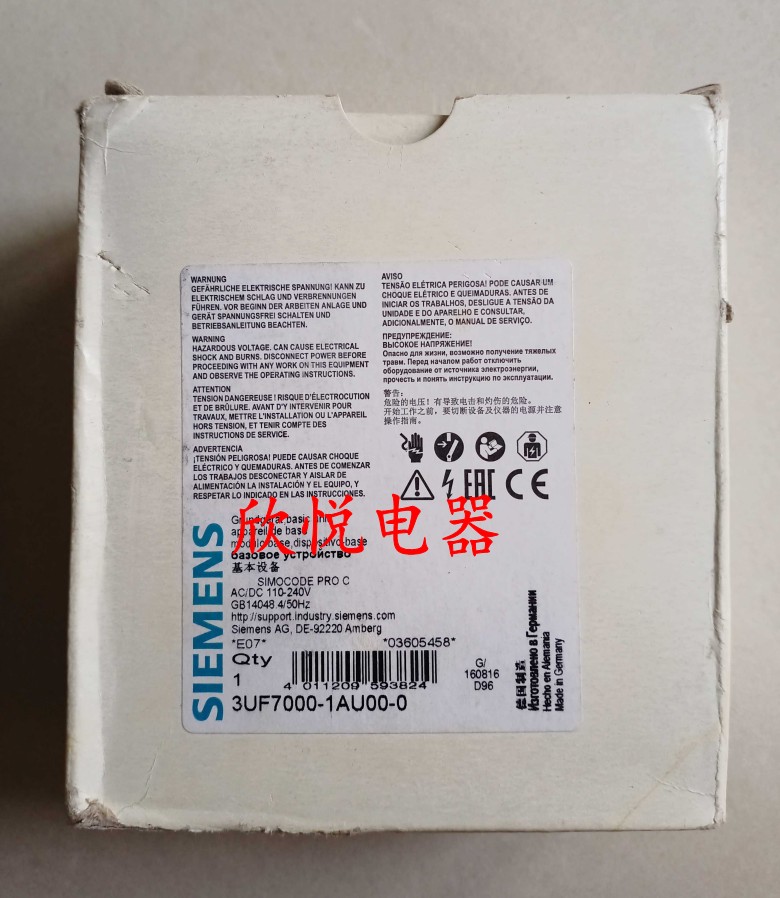 WARNUNG
GEFÄHRLICHE ELEKTRISCHE SPANNUNG! KANN ZU
ELEKTRISCHEM SCHLAG UND VERBRENNUNGEN
FÜHREN. VOR BEGINN DER ARBEITEN ANLAGE UND
GERÄT SPANNUNGSFREI SCHALTEN UND
BETRIEBSANLEITUNG BEACHTEN.
WARNING
HAZARDOUS VOLTAGE. CAN CAUSE ELECTRICAL
SHOCK AND BURNS. DISCONNECT POWER BEFORE
PROCEEDING WITH ANY WORK ON THIS EQUIPMENT
AND OBSERVE THE OPERATING INSTRUCTIONS.
ATTENTION
TENSION DANGEREUSE ! RISQUE D'ÉLECTROCUTION
ET DE BRÛLURE. AVANT D'Y INTERVENIR POUR
TRAVAUX, METTRE L'INSTALLATION OU L'APPAREIL
HORS TENSION, ET TENIR COMPTE DES
INSTRUCTIONS DE SERVICE.
ADVERTENCIA
¡TENSIÓN PELIGROSA! PUEDE CAUSAR CHOQUE
ELÉCTRICO Y QUEMADURAS. ANTES DE COMENZAR
LOS TRABAJOS DESCONECTAR Y AISLAR DE
ALIMENTACIÓN LA INSTALACIÓN Y EL EQUIPO, Y
RESPETAR LO INDICADO EN LAS INSTRUCCIONES.
AVISO
TENSÃO ELÉTRICA PERIGOSA! PODE CAUSAR UM
CHOQUE ELÉTRICO E QUEIMADURAS. ANTES DE
INICIAR OS TRABALHOS, DESLIGUE A TENSÃO DA
UNIDADE E DO APARELHO E CONSULTAR,
ADICIONALMENTE, O MANUAL DE SERVIÇO.
ПРЕДУПРЕЖДЕНИЕ:
ВЫСОКОЕ НАПРЯЖЕНИЕ!
Опасно для жизни, возможно получение тяжелых
травм. Перед началом работ отключить
оборудование от источника электроэнергии,
прочесть и понять инструкцию по эксплуатации.
警告:
危险的电压! 有导致电击和灼伤的危险。
开始工作之前, 要切断设备及仪器的电源并注意
操作指南。
EAC CE
SIEMENS
欣悦电器
Grundgerät,basic
appareil de base
modulo base,dispositivo base
базовое устройство
基本设备
SIMOCODE PRO C
AC/DC 110-240V
GB14048.4/50Hz
http://support.industry.siemens.com
Siemens AG, DE-92220 Amberg
*E07* *03605458*
Qty
1
4 011209 593824
G/
160816
D96
3UF7000-1AU00-0
德国制造
Изготовлено в Германии
Hecho en Alemania
Made in Germany